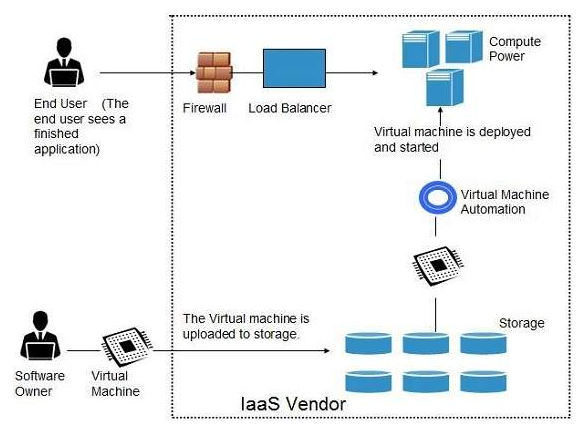 Compute
Power
End User (The
end user sees a
finished
application)
Firewall
Load Balancer
Virtual machine is deployed
and started
Virtual Machine
Automation
The Virtual machine is
uploaded to storage.
Storage
Software
Owner
Virtual
Machine
IaaS Vendor